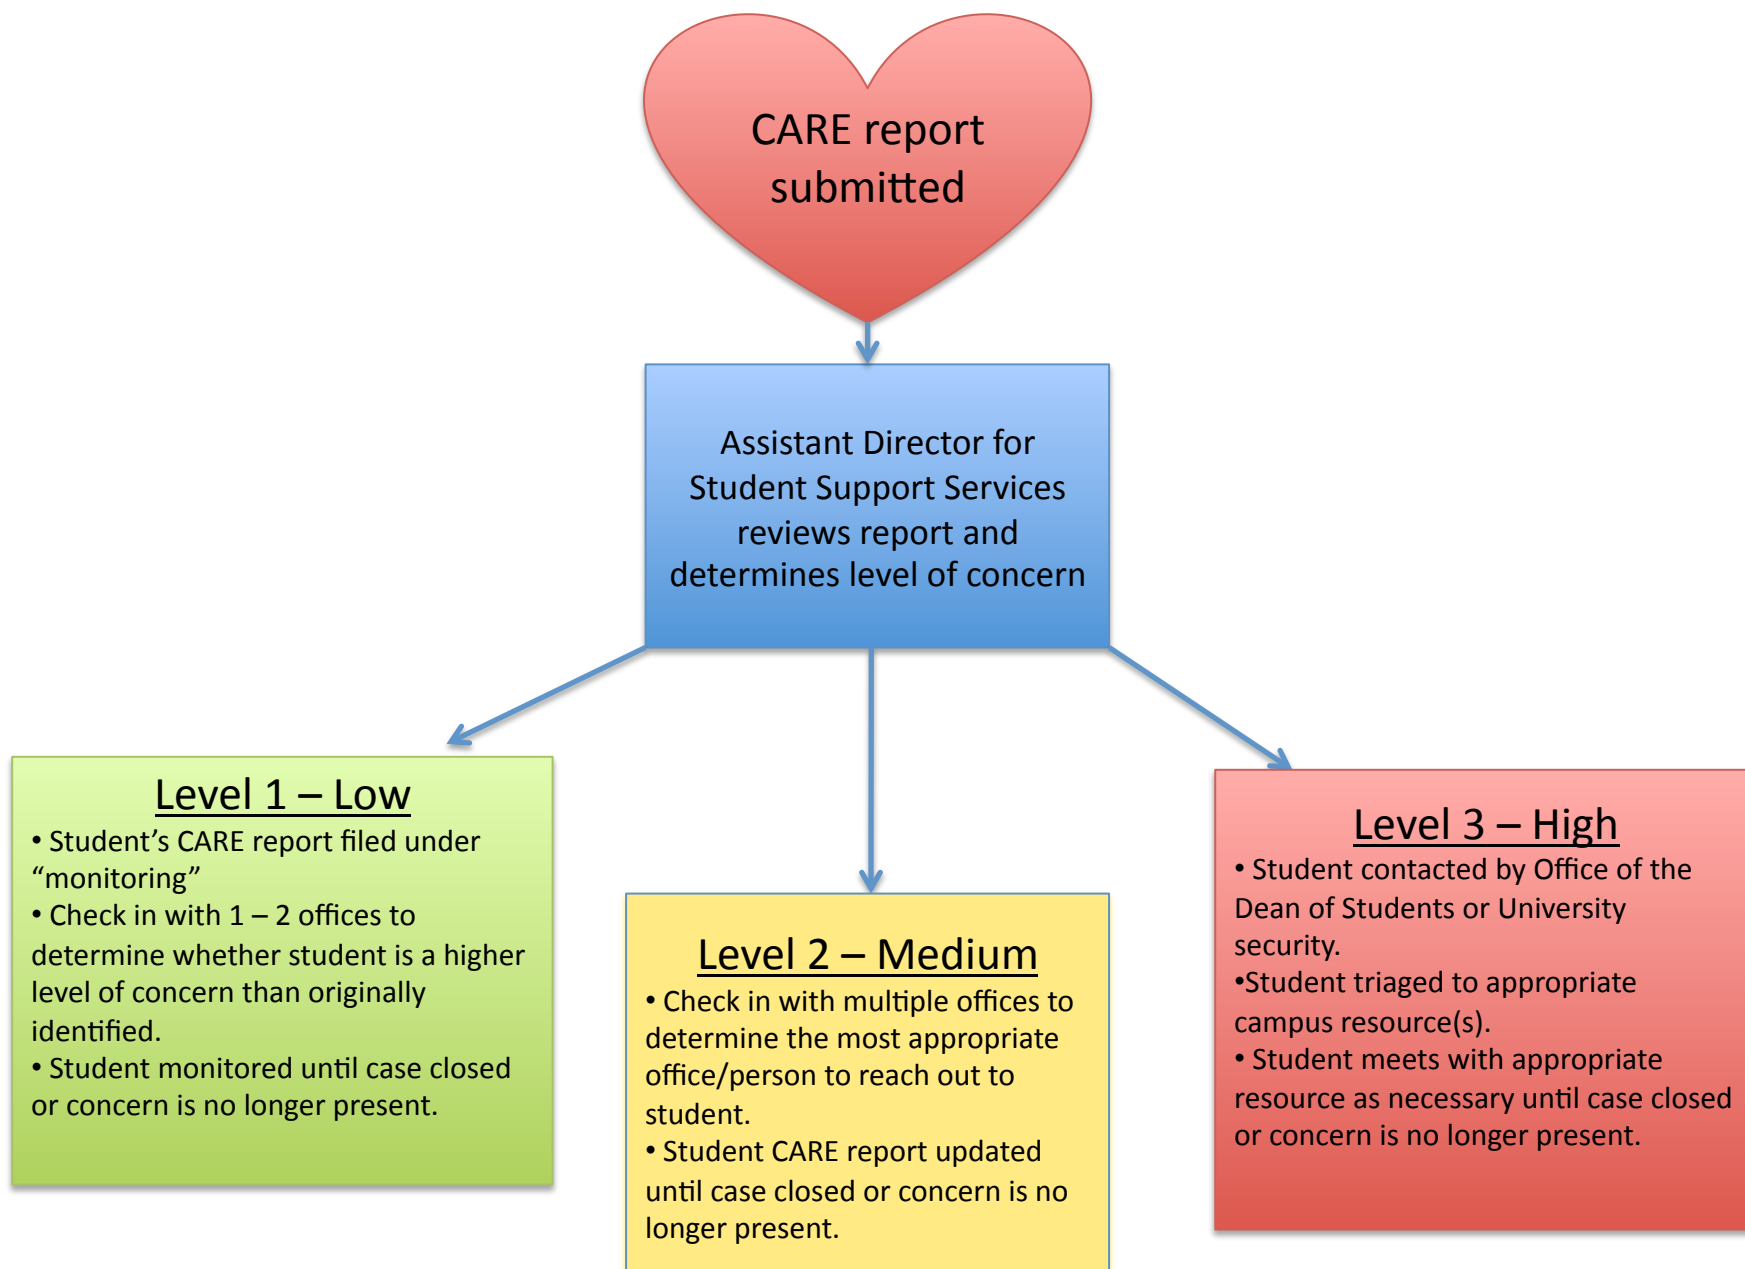 CARE report
submitted
Assistant Director for
Student Support Services
reviews report and
determines level of concern
Level 1 – Low
• Student’s CARE report filed under
“monitoring”
• Check in with 1 – 2 offices to
determine whether student is a higher
level of concern than originally
identified.
• Student monitored until case closed
or concern is no longer present.
Level 2 – Medium
• Check in with multiple offices to
determine the most appropriate
office/person to reach out to
student.
• Student CARE report updated
until case closed or concern is no
longer present.
Level 3 – High
• Student contacted by Office of the
Dean of Students or University
security.
•Student triaged to appropriate
campus resource(s).
• Student meets with appropriate
resource as necessary until case closed
or concern is no longer present.